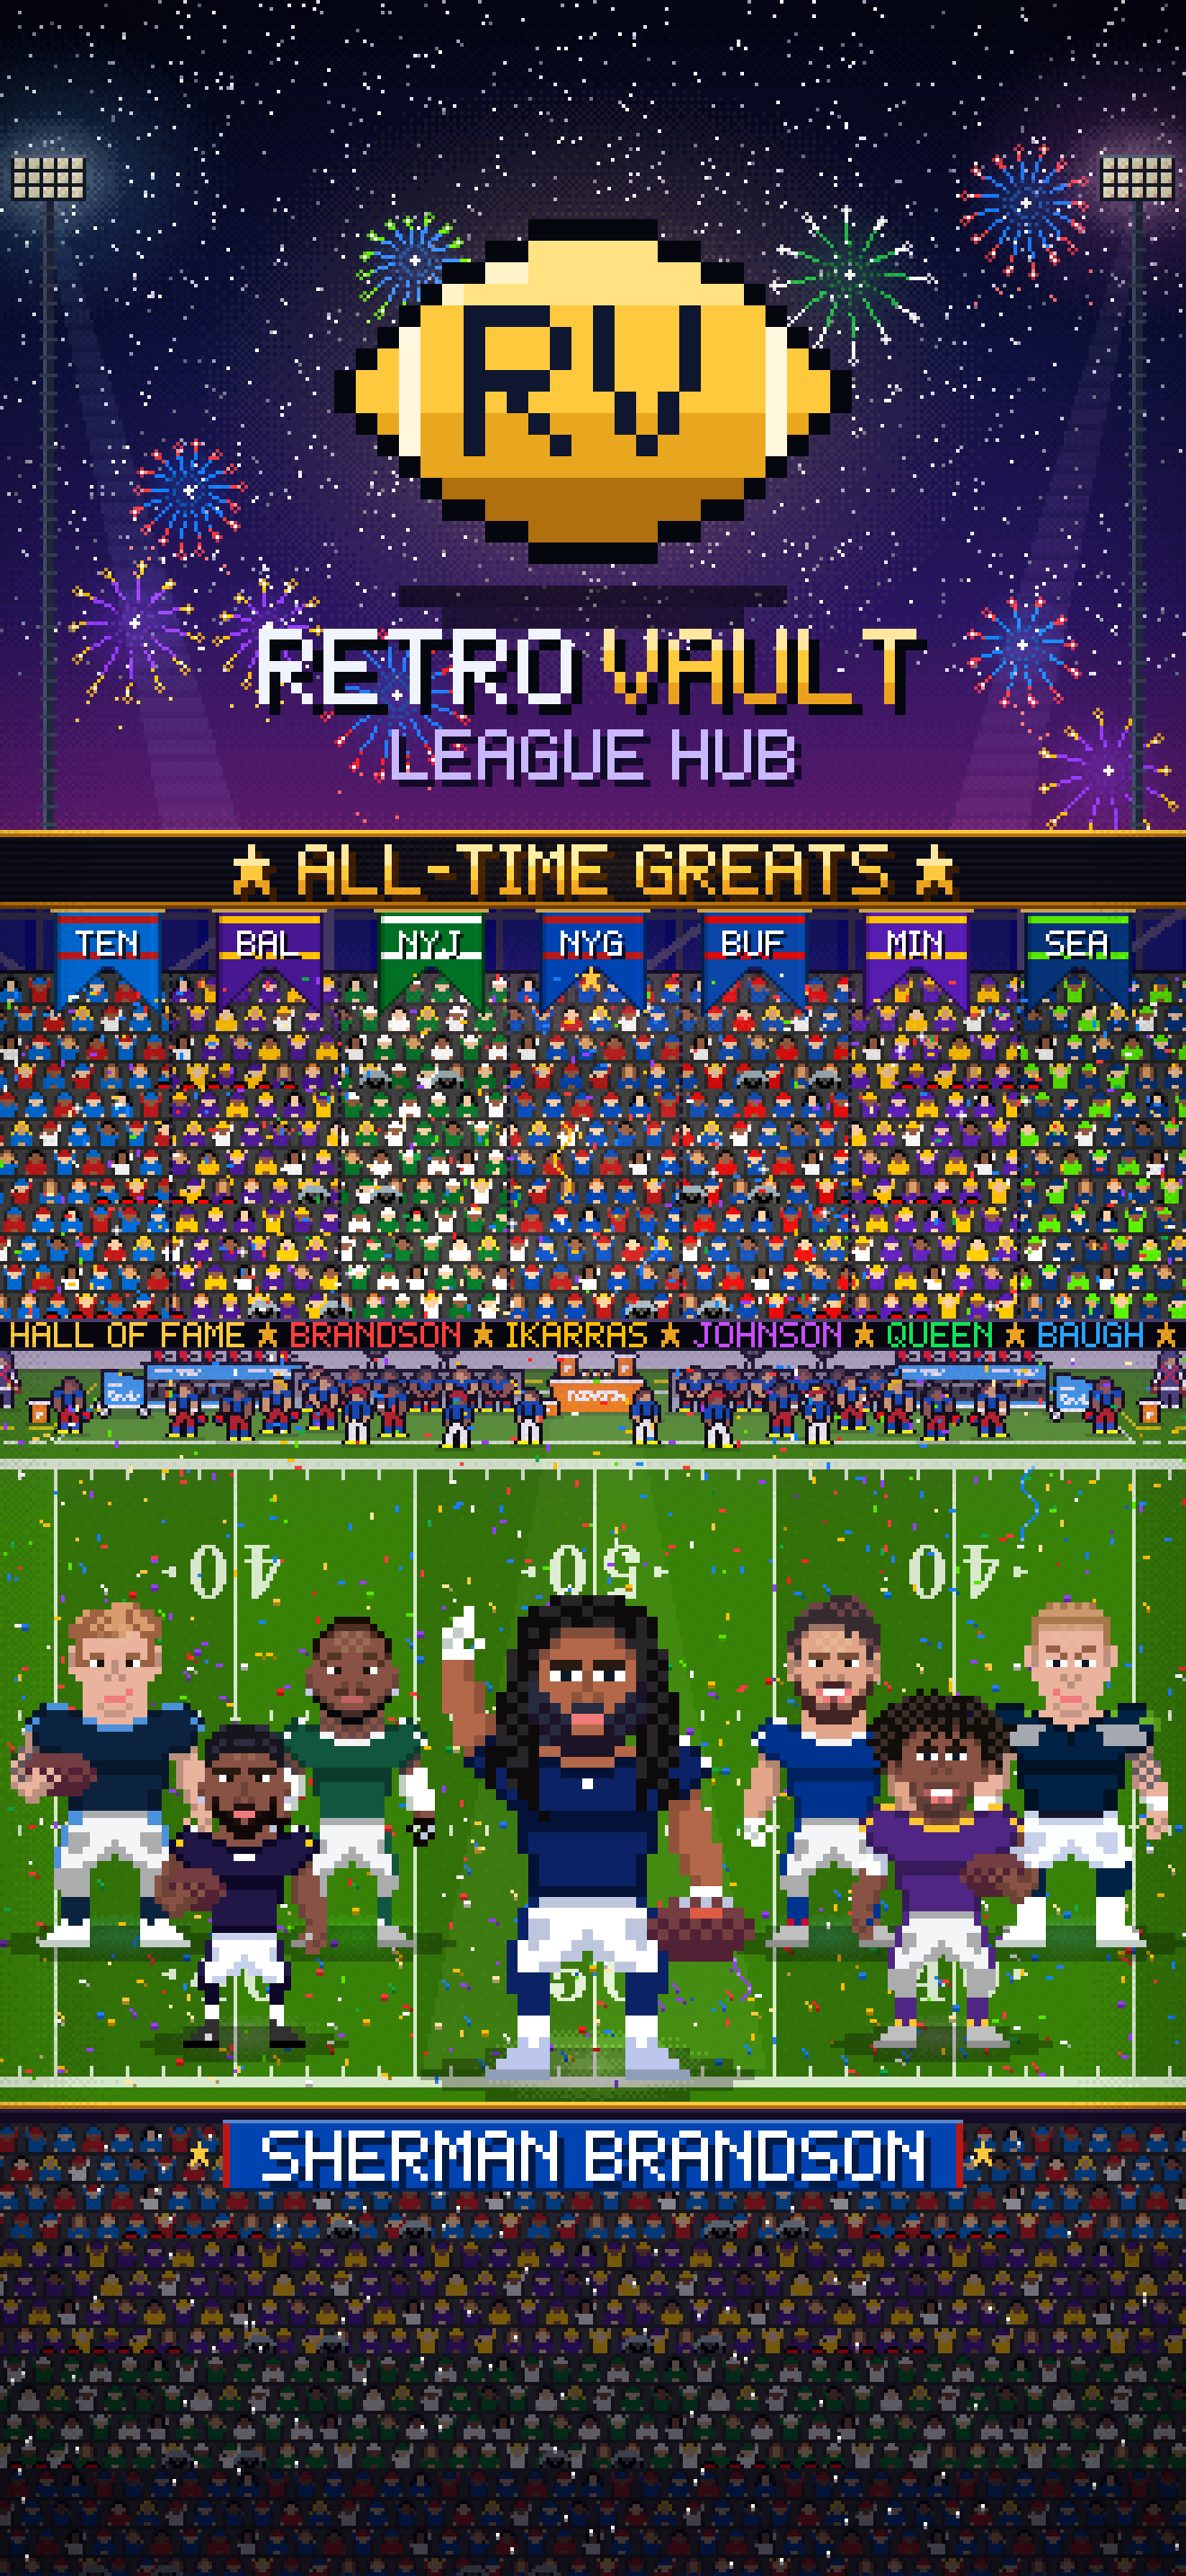 RV
RETRO VAULT
LEAGUE HUB
★ ALL-TIME GREATS ★
TEN BAL NYJ NYG BUF MIN SEA
HALL OF FAME ★ BRANDSON ★ IKARRAS ★ JOHNSON ★ QUEEN ★ BAUGH ★
40 50 40
SHERMAN BRANDSON